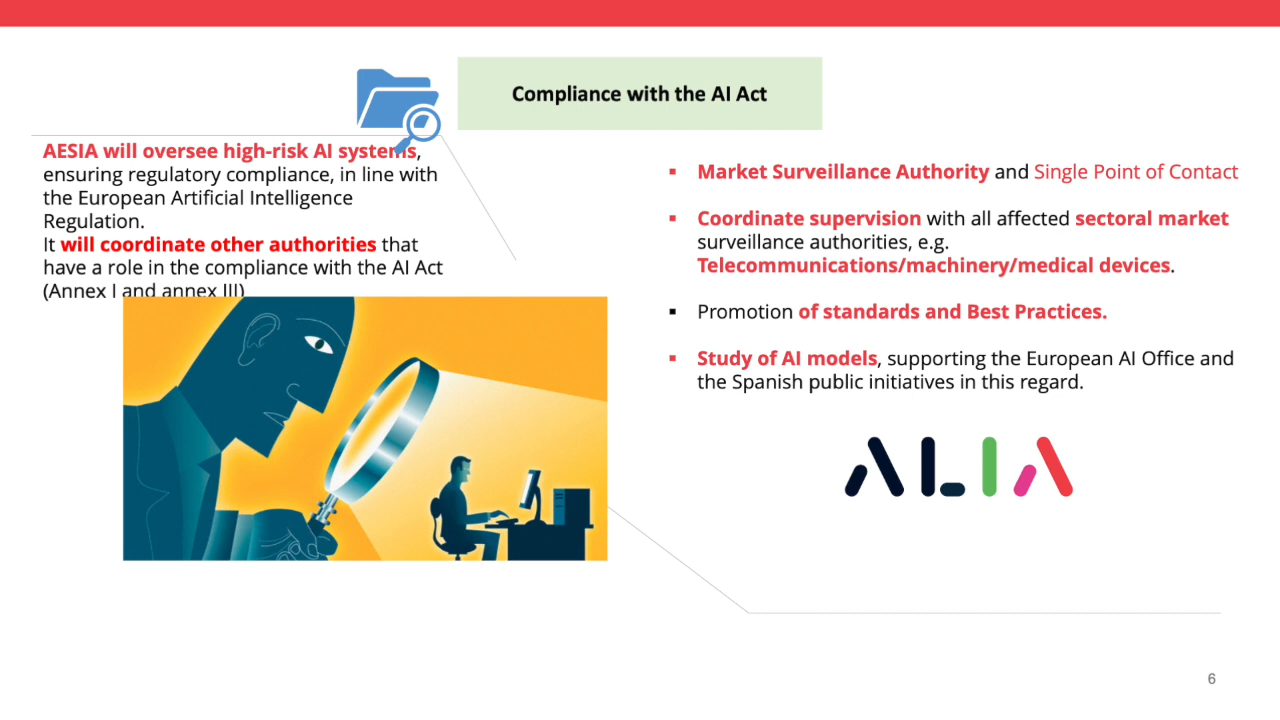 Compliance with the AI Act
AESIA will oversee high-risk AI systems,
ensuring regulatory compliance, in line with
the European Artificial Intelligence
Regulation.
It will coordinate other authorities that
have a role in the compliance with the AI Act
(Annex I and annex III)
▪ Market Surveillance Authority and Single Point of Contact
▪ Coordinate supervision with all affected sectoral market
surveillance authorities, e.g.
Telecommunications/machinery/medical devices.
▪ Promotion of standards and Best Practices.
▪ Study of AI models, supporting the European AI Office and
the Spanish public initiatives in this regard.
ALIA
6